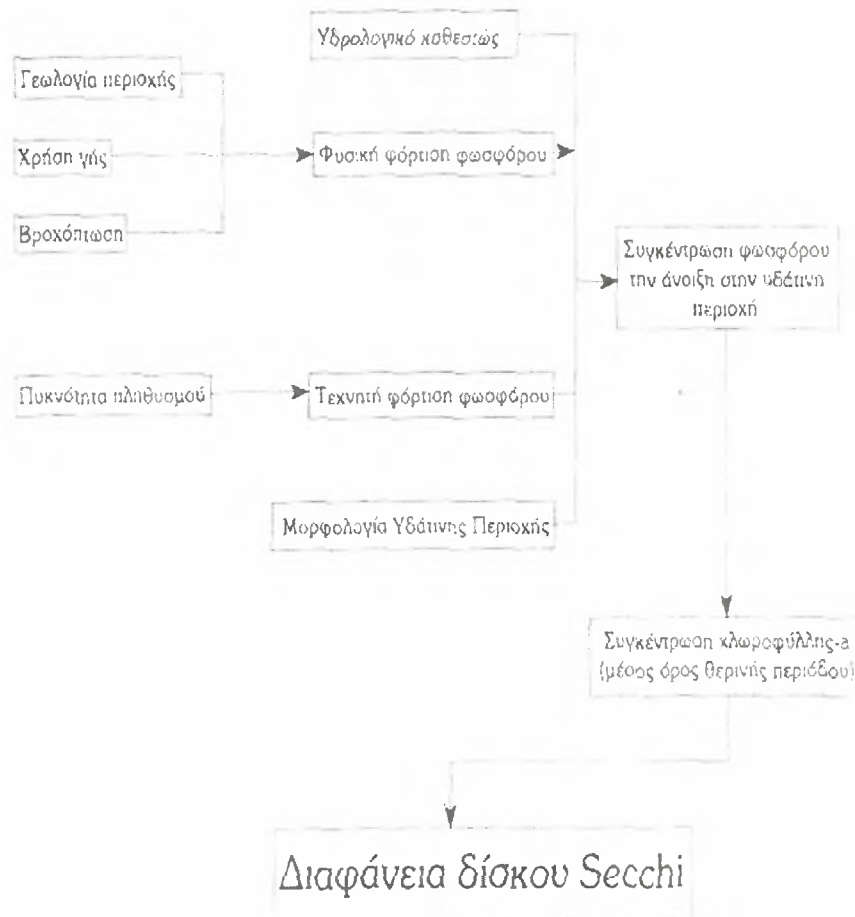 Υδρολογικό καθεστώς
Γεωλογία περιοχής
Χρήση γής
Φυσική φόρτιση φωσφόρου
Βροχόπτωση
Συγκέντρωση φωσφόρου
την άνοιξη στην υδάτινη
περιοχή
Πυκνότητα πληθυσμού
Τεχνητή φόρτιση φωσφόρου
Μορφολογία Υδάτινης Περιοχής
Συγκέντρωση χλωροφύλλης-a
(μέσος όρος θερινής περιόδου)
Διαφάνεια δίσκου Secchi